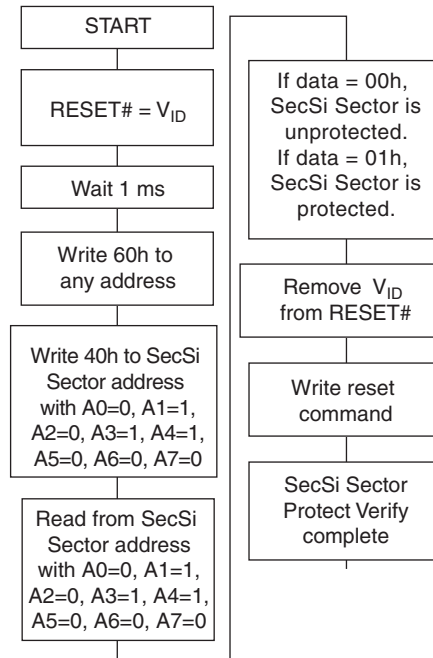 START
RESET# = VID
Wait 1 ms
Write 60h to
any address
Write 40h to SecSi
Sector address
with A0=0, A1=1,
A2=0, A3=1, A4=1,
A5=0, A6=0, A7=0
Read from SecSi
Sector address
with A0=0, A1=1,
A2=0, A3=1, A4=1,
A5=0, A6=0, A7=0
If data = 00h,
SecSi Sector is
unprotected.
If data = 01h,
SecSi Sector is
protected.
Remove VID
from RESET#
Write reset
command
SecSi Sector
Protect Verify
complete